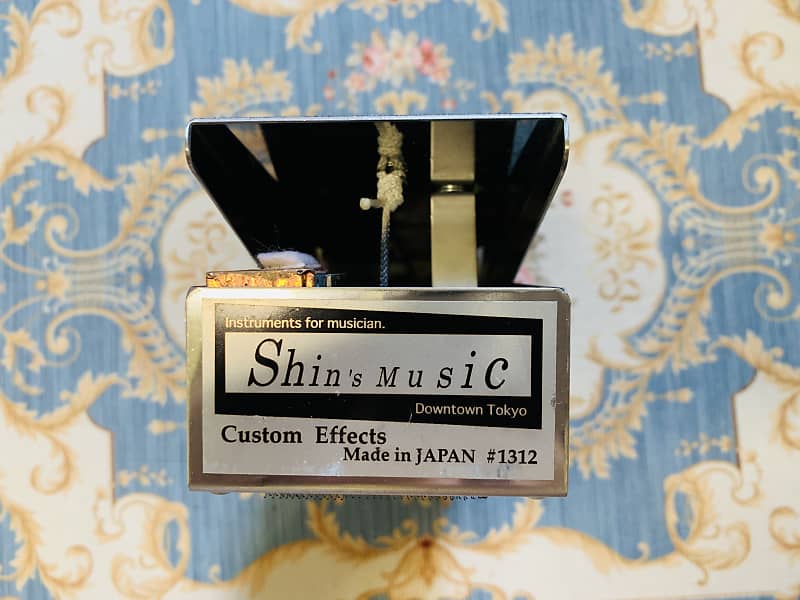 Instruments for musician.
Shin's Music
Downtown Tokyo
Custom Effects
Made in JAPAN #1312